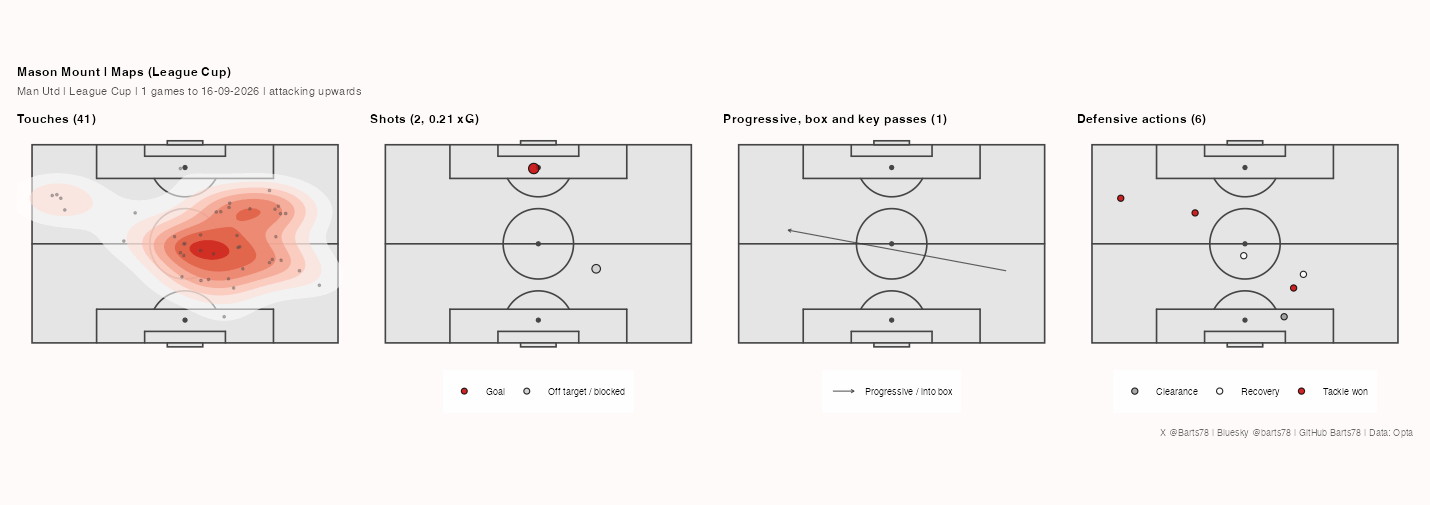 Mason Mount | Maps (League Cup)
Man Utd | League Cup | 1 games to 16-09-2026 | attacking upwards
Touches (41)
Shots (2, 0.21 xG)
Progressive, box and key passes (1)
Defensive actions (6)
Goal
Off target / blocked
Progressive / into box
Clearance
Recovery
Tackle won
X @Barts78 | Bluesky @barts78 | GitHub Barts78 | Data: Opta